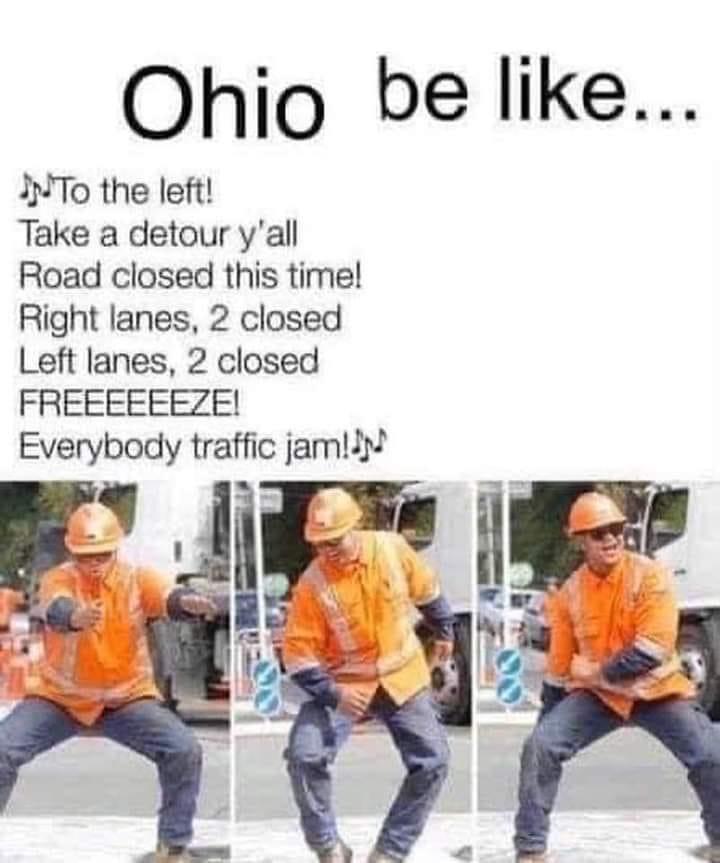 Ohio be like...
🎶To the left!
Take a detour y'all
Road closed this time!
Right lanes, 2 closed
Left lanes, 2 closed
FREEEEEEZE!
Everybody traffic jam!🎶